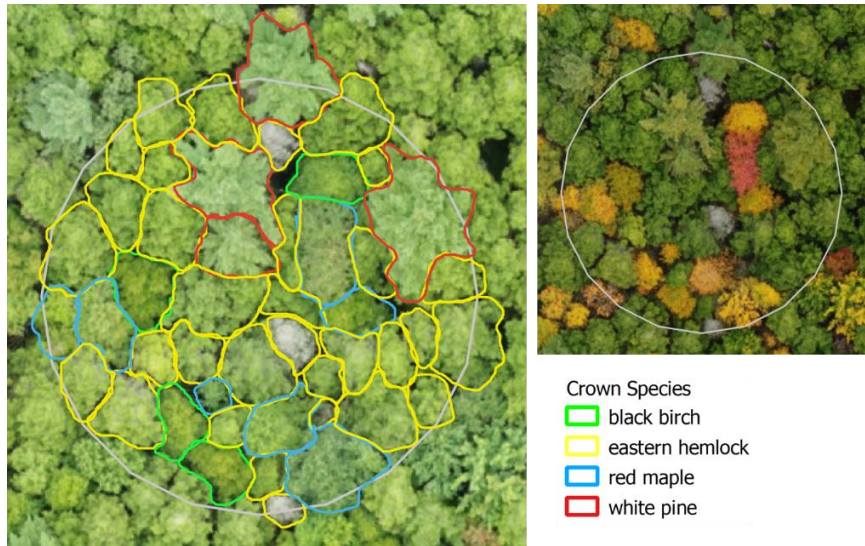 Crown Species
black birch
eastern hemlock
red maple
white pine